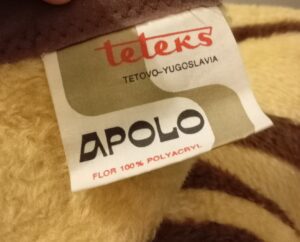 teteks
TETOVO–YUGOSLAVIA
APOLO
FLOR 100% POLYACRYL